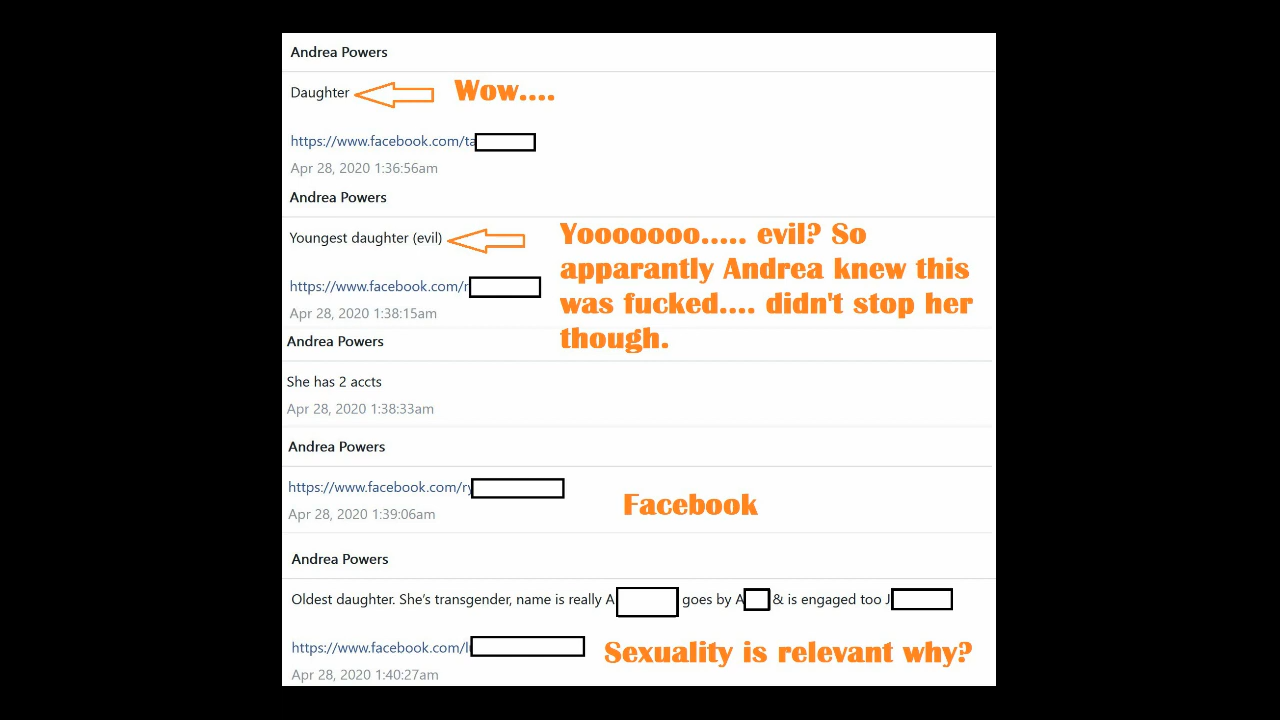 Andrea Powers
Daughter
Wow....
https://www.facebook.com/ta
Apr 28, 2020 1:36:56am
Andrea Powers
Youngest daughter (evil)
Yooooooo..... evil? So
apparantly Andrea knew this
was fucked.... didn't stop her
though.
https://www.facebook.com/r
Apr 28, 2020 1:38:15am
Andrea Powers
She has 2 accts
Apr 28, 2020 1:38:33am
Andrea Powers
https://www.facebook.com/ry
Facebook
Apr 28, 2020 1:39:06am
Andrea Powers
Oldest daughter. She's transgender, name is really A goes by A & is engaged too J
https://www.facebook.com/l
Sexuality is relevant why?
Apr 28, 2020 1:40:27am